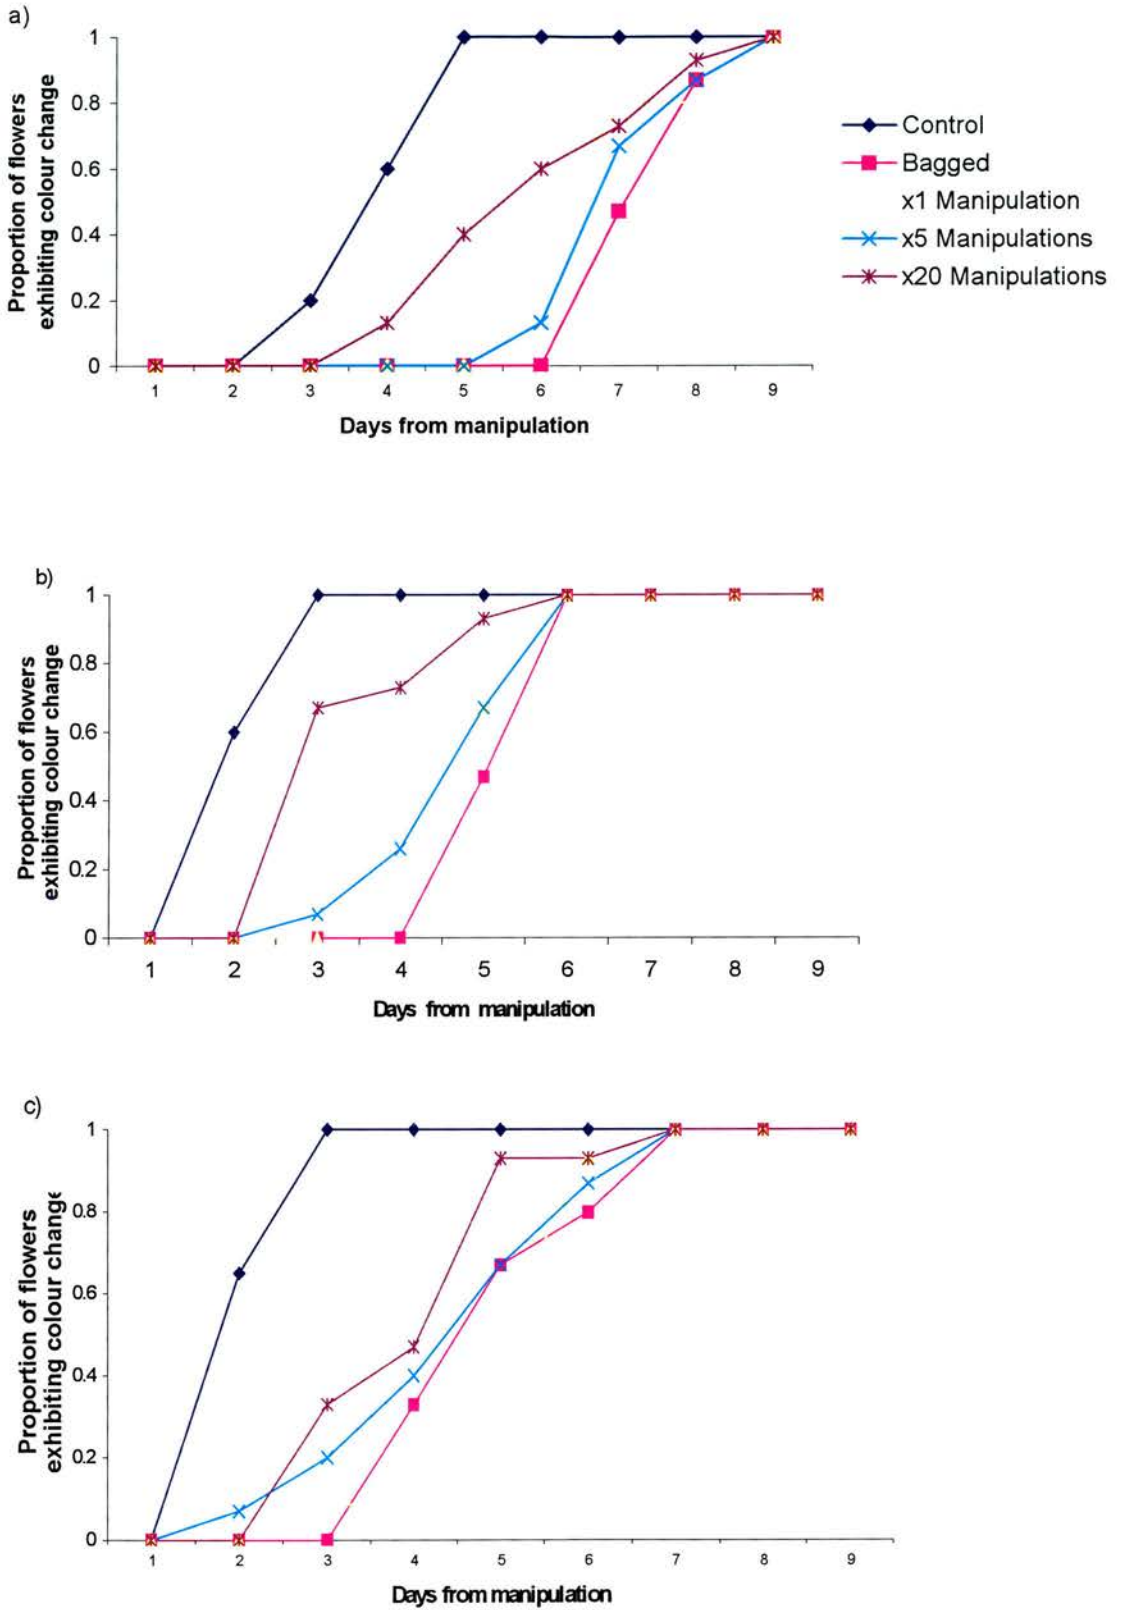 a)
Proportion of flowers
exhibiting colour change
1
0.8
0.6
0.4
0.2
0
1 2 3 4 5 6 7 8 9
Days from manipulation
Control
Bagged
x1 Manipulation
x5 Manipulations
x20 Manipulations
b)
Proportion of flowers
exhibiting colour change
1
0.8
0.6
0.4
0.2
0
1 2 3 4 5 6 7 8 9
Days from manipulation
c)
Proportion of flowers
exhibiting colour change
1
0.8
0.6
0.4
0.2
0
1 2 3 4 5 6 7 8 9
Days from manipulation